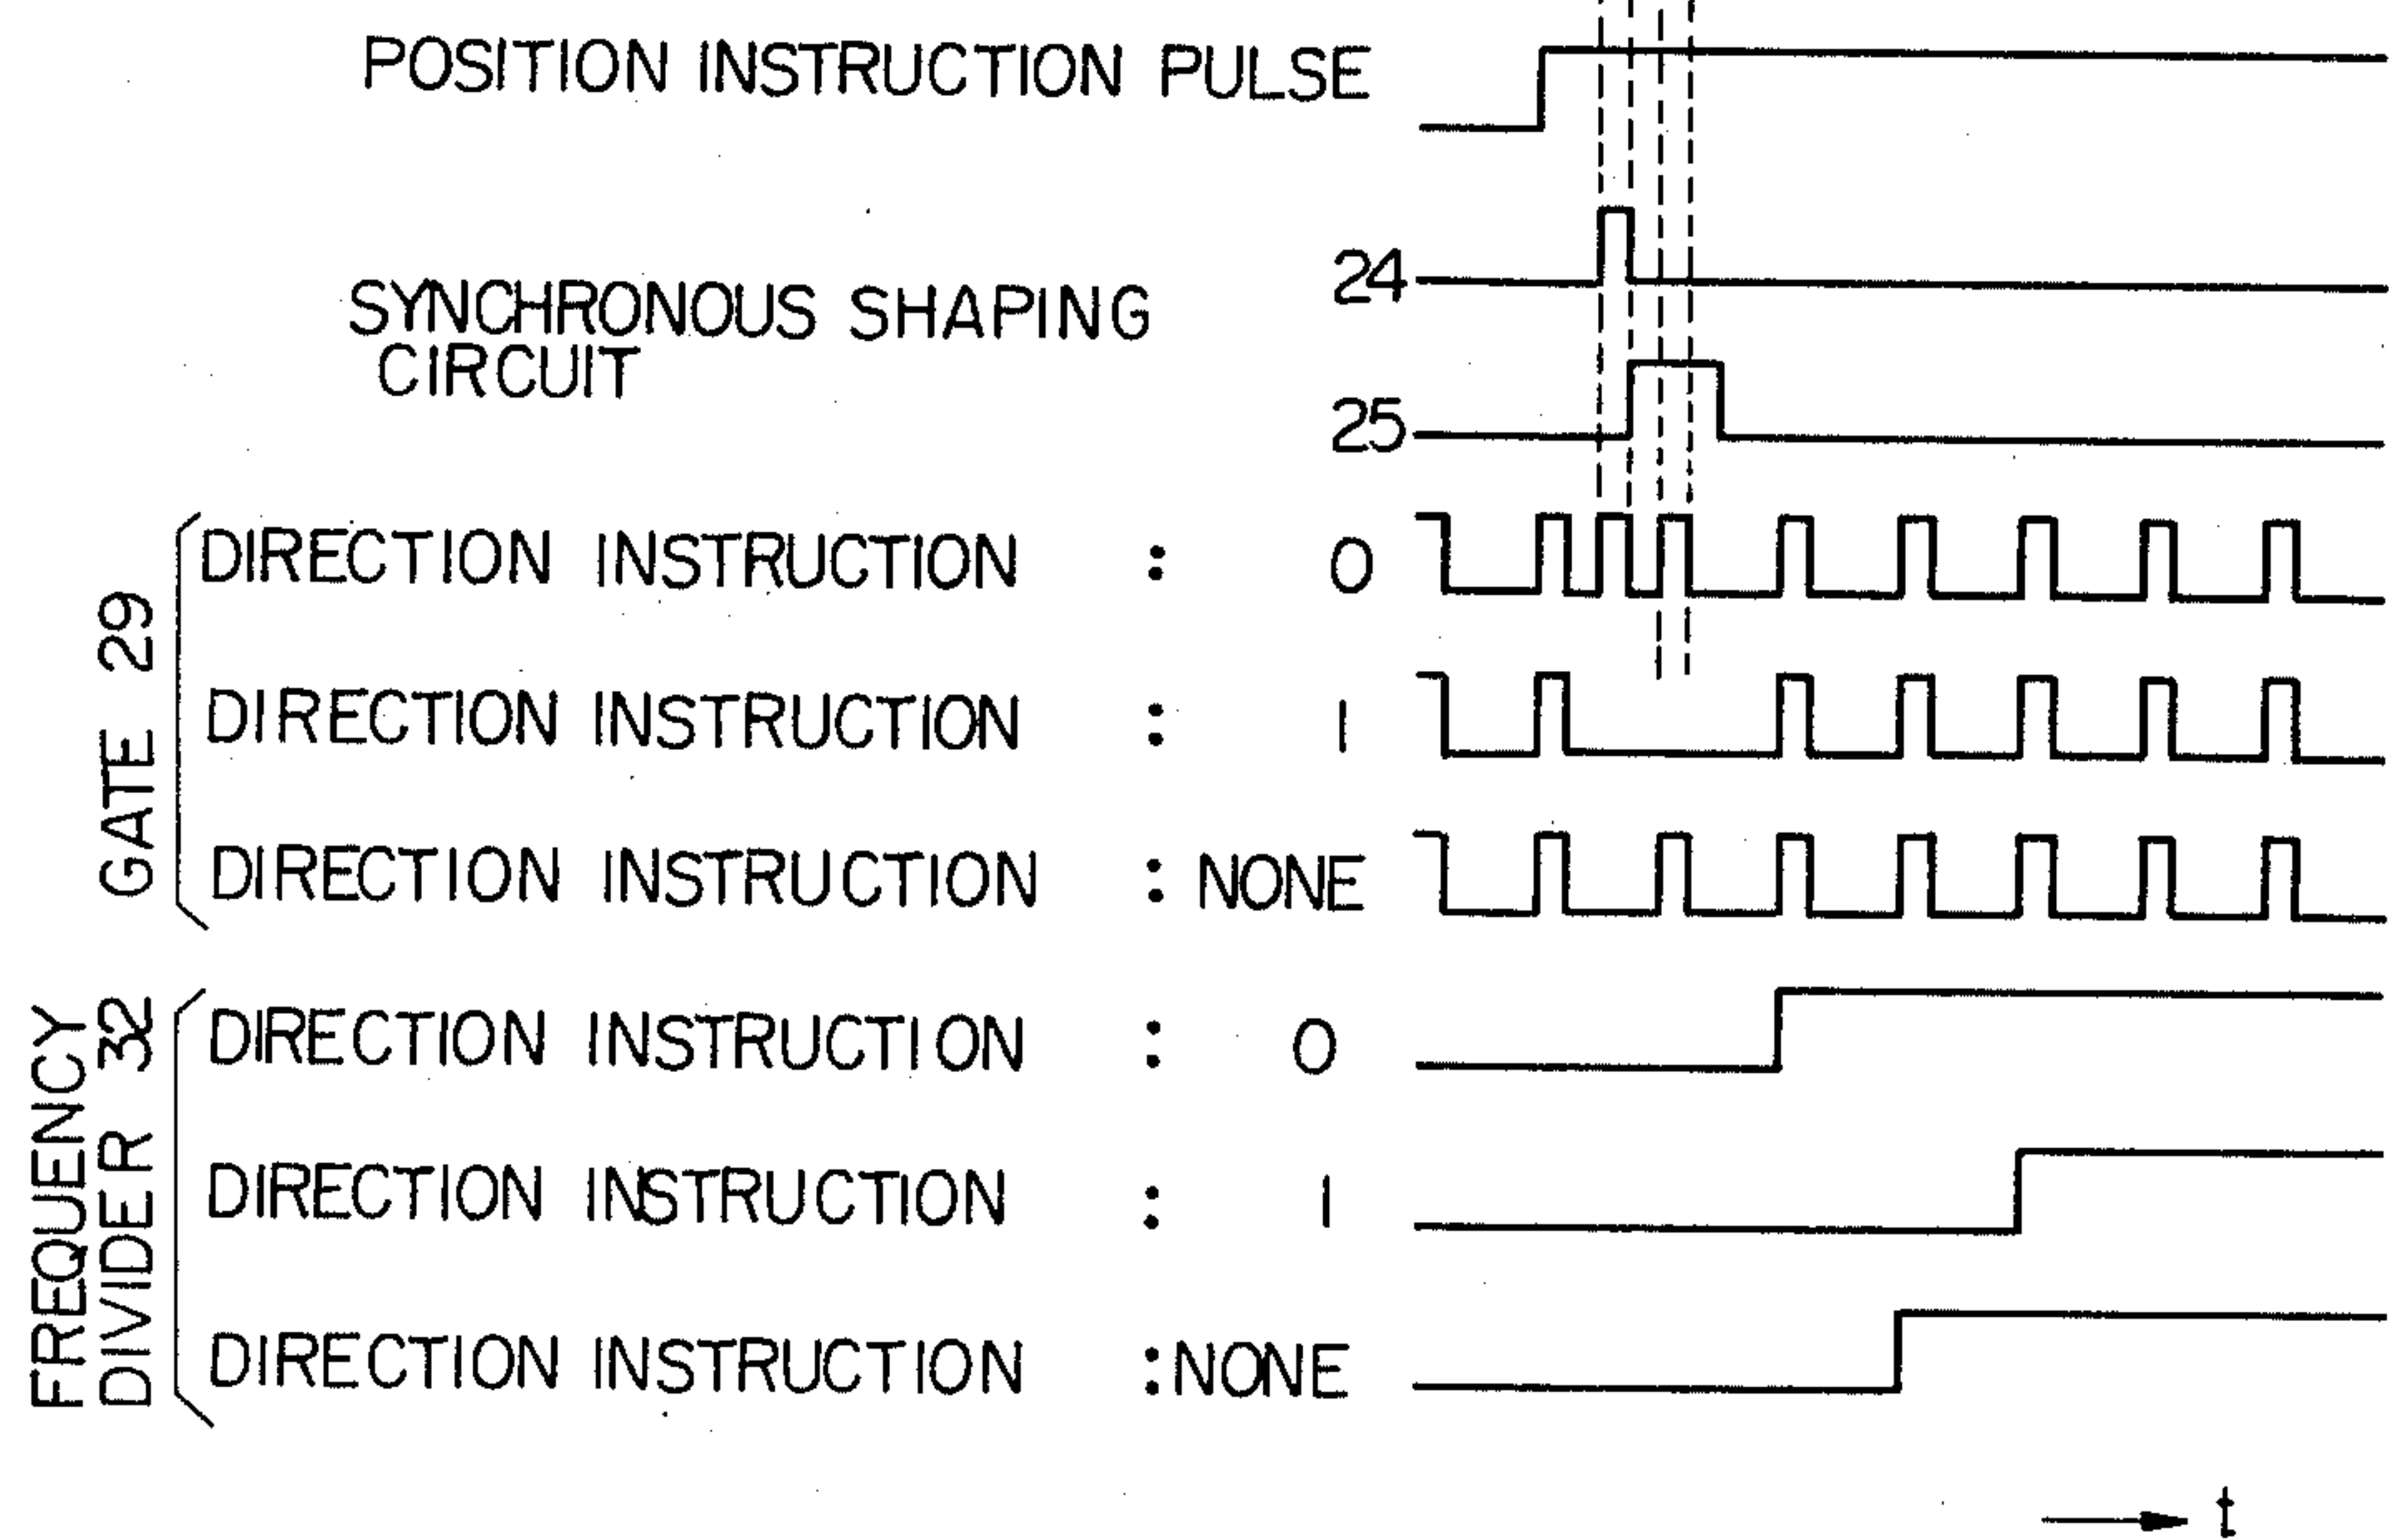 POSITION INSTRUCTION PULSE
24
SYNCHRONOUS SHAPING
CIRCUIT
25
GATE 29
DIRECTION INSTRUCTION : 0
DIRECTION INSTRUCTION : 1
DIRECTION INSTRUCTION : NONE
FREQUENCY
DIVIDER 32
DIRECTION INSTRUCTION : 0
DIRECTION INSTRUCTION : 1
DIRECTION INSTRUCTION :NONE
t